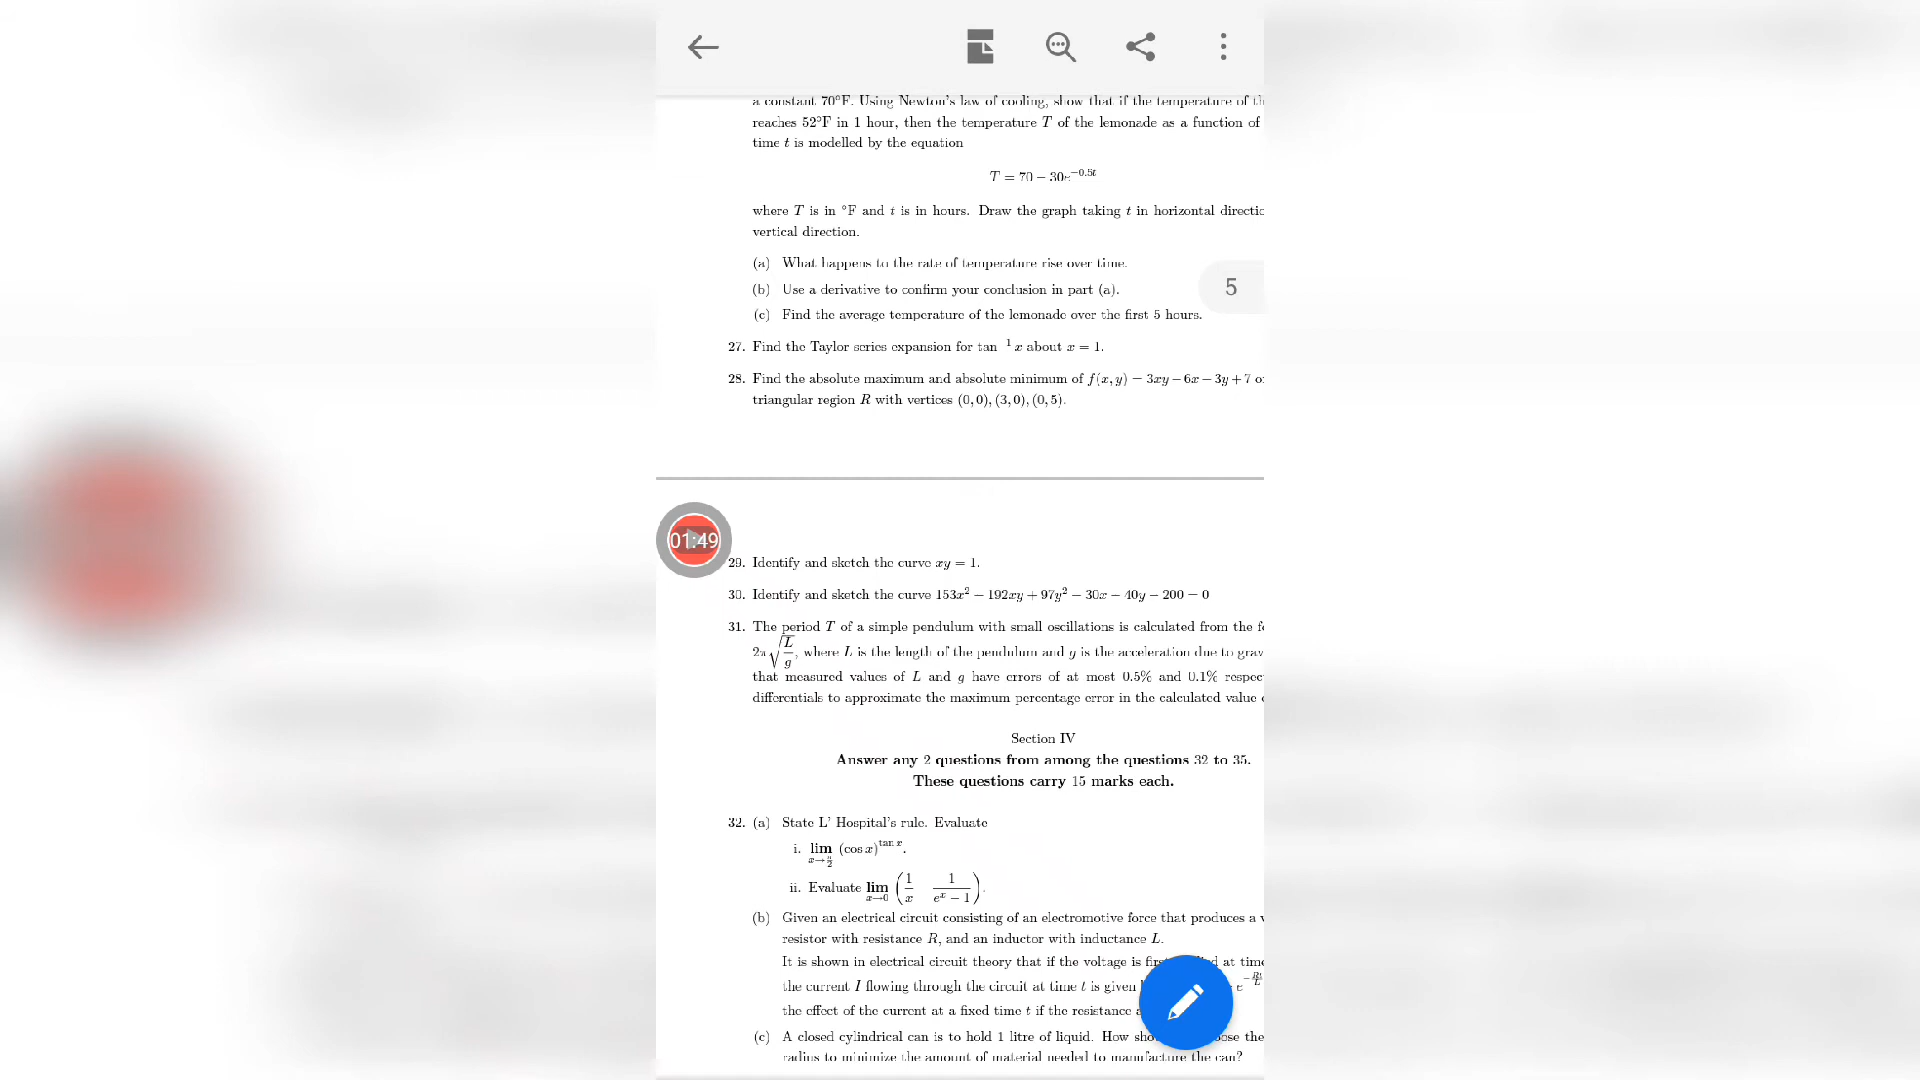 a constant 70°F. Using Newton's law of cooling, show that if the temperature of
reaches 52°F in 1 hour, then the temperature T of the lemonade as a function of
time t is modelled by the equation
T = 70 − 30e^−0.5t
where T is in °F and t is in hours. Draw the graph taking t in horizontal
vertical direction.
(a) What happens to the rate of temperature rise over time.
(b) Use a derivative to confirm your conclusion in part (a).
5
(c) Find the average temperature of the lemonade over the first 5 hours.
27. Find the Taylor series expansion for tan ¹ x about x = 1.
28. Find the absolute maximum and absolute minimum of f(x, y) = 3xy − 6x − 3y + 7
triangular region R with vertices (0, 0), (3, 0), (0, 5).
01:49
29. Identify and sketch the curve xy = 1.
30. Identify and sketch the curve 153x² − 192xy + 97y² − 30x − 40y − 200 = 0
31. The period T of a simple pendulum with small oscillations is calculated from the
2π√(L/g), where L is the length of the pendulum and g is the acceleration due to
that measured values of L and g have errors of at most 0.5% and 0.1%
differentials to approximate the maximum percentage error in the calculated value
Section IV
Answer any 2 questions from among the questions 32 to 35.
These questions carry 15 marks each.
32. (a) State L' Hospital's rule. Evaluate
i. lim x→π/2 (cos x)^tan x.
ii. Evaluate lim x→0 (1/x 1/(e^x − 1)).
(b) Given an electrical circuit consisting of an electromotive force that produces a
resistor with resistance R, and an inductor with inductance L.
It is shown in electrical circuit theory that if the voltage is at
the current I flowing through the circuit at time t is given e^−Rt/L
the effect of the current at a fixed time t if the resistance
(c) A closed cylindrical can is to hold 1 litre of liquid. How the
radius to minimize the amount of material needed to manufacture the can?